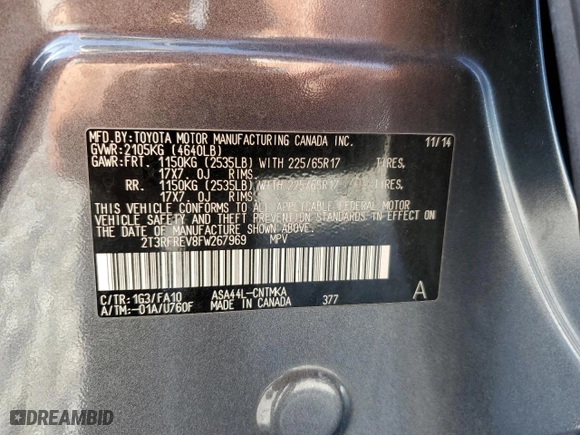 MFD.BY:TOYOTA MOTOR MANUFACTURING CANADA INC. 11/14
GVWR:2105KG (4640LB)
GAWR:FRT. 1150KG (2535LB) WITH 225/65R17 TIRES,
17X7.0J RIMS
RR. 1150KG (2535LB) WITH 225/65R17 TIRES,
17X7.0J RIMS
THIS VEHICLE CONFORMS TO ALL APPLICABLE FEDERAL MOTOR
VEHICLE SAFETY AND THEFT PREVENTION STANDARDS IN EFFECT ON
THE DATE OF MANUFACTURE SHOWN ABOVE.
2T3RFREV8FW267969 MPV
C/TR:1G3/FA10 ASA44L-CNTMKA
A/TM:-01A/U760F MADE IN CANADA 377 A
DREAMBID